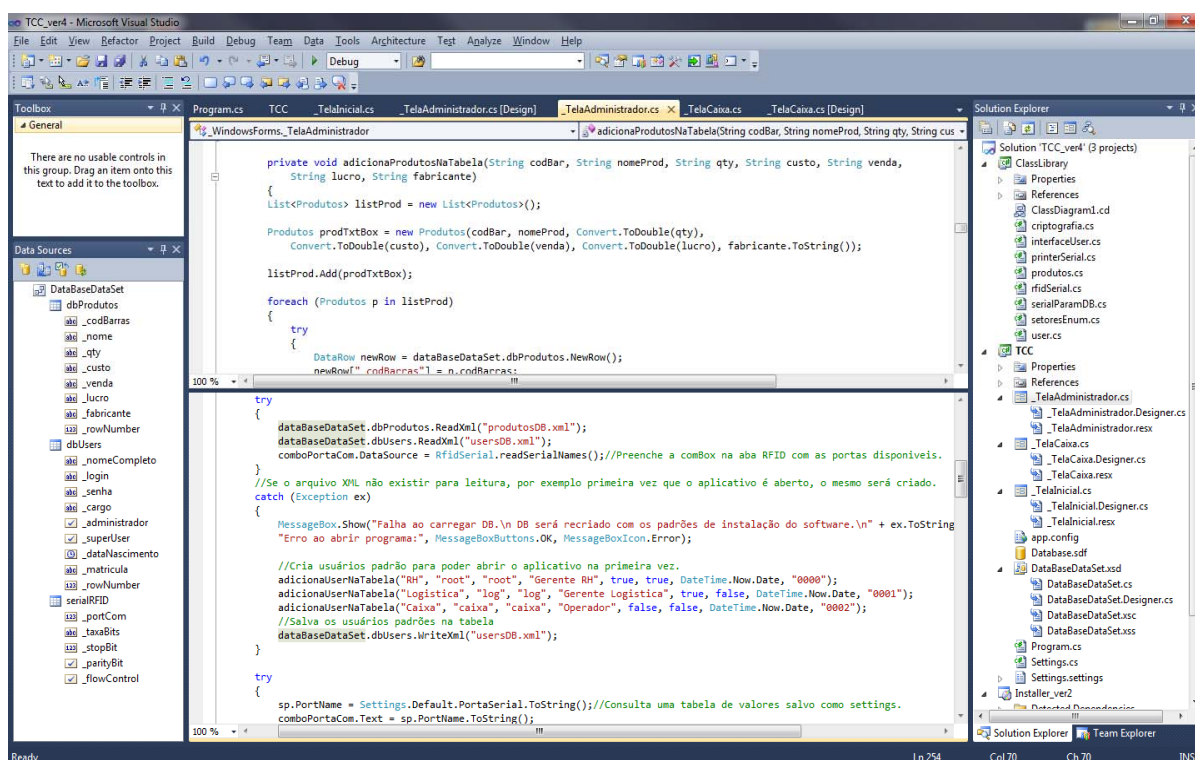 TCC_ver4 - Microsoft Visual Studio
File Edit View Refactor Project Build Debug Team Data Tools Architecture Test Analyze Window Help
Debug
Toolbox
General
There are no usable controls in
this group. Drag an item onto this
text to add it to the toolbox.
Data Sources
DataBaseDataSet
dbProdutos
_codBarras
_nome
_qty
_custo
_venda
_lucro
_fabricante
_rowNumber
dbUsers
_nomeCompleto
_login
_senha
_cargo
_administrador
_superUser
_dataNascimento
_matricula
_rowNumber
serialRFID
_portCom
_taxaBits
_stopBit
_parityBit
_flowControl
Program.cs TCC _TelaInicial.cs _TelaAdministrador.cs [Design] _TelaAdministrador.cs _TelaCaixa.cs _TelaCaixa.cs [Design]
_WindowsForms._TelaAdministrador adicionaProdutosNaTabela(String codBar, String nomeProd, String qty, String cus
private void adicionaProdutosNaTabela(String codBar, String nomeProd, String qty, String custo, String venda,
String lucro, String fabricante)
{
List<Produtos> listProd = new List<Produtos>();
Produtos prodTxtBox = new Produtos(codBar, nomeProd, Convert.ToDouble(qty),
Convert.ToDouble(custo), Convert.ToDouble(venda), Convert.ToDouble(lucro), fabricante.ToString());
listProd.Add(prodTxtBox);
foreach (Produtos p in listProd)
{
try
{
DataRow newRow = dataBaseDataSet.dbProdutos.NewRow();
newRow["_codBarras"] = p.codBarras;
100 %
try
{
dataBaseDataSet.dbProdutos.ReadXml("produtosDB.xml");
dataBaseDataSet.dbUsers.ReadXml("usersDB.xml");
comboPortaCom.DataSource = RfidSerial.readSerialNames();//Preenche a comBox na aba RFID com as portas disponiveis.
}
//Se o arquivo XML não existir para leitura, por exemplo primeira vez que o aplicativo é aberto, o mesmo será criado.
catch (Exception ex)
{
MessageBox.Show("Falha ao carregar DB.\n DB será recriado com os padrões de instalação do software.\n" + ex.ToString
"Erro ao abrir programa:", MessageBoxButtons.OK, MessageBoxIcon.Error);
//Cria usuários padrão para poder abrir o aplicativo na primeira vez.
adicionaUserNaTabela("RH", "root", "root", "Gerente RH", true, true, DateTime.Now.Date, "0000");
adicionaUserNaTabela("Logistica", "log", "log", "Gerente Logistica", true, false, DateTime.Now.Date, "0001");
adicionaUserNaTabela("Caixa", "caixa", "caixa", "Operador", false, false, DateTime.Now.Date, "0002");
//Salva os usuários padrões na tabela
dataBaseDataSet.dbUsers.WriteXml("usersDB.xml");
}
try
{
sp.PortName = Settings.Default.PortaSerial.ToString();//Consulta uma tabela de valores salvo como settings.
comboPortaCom.Text = sp.PortName.ToString();
100 %
Solution Explorer
Solution 'TCC_ver4' (3 projects)
ClassLibrary
Properties
References
ClassDiagram1.cd
criptografia.cs
interfaceUser.cs
printerSerial.cs
produtos.cs
rfidSerial.cs
serialParamDB.cs
setoresEnum.cs
user.cs
TCC
Properties
References
_TelaAdministrador.cs
_TelaAdministrador.Designer.cs
_TelaAdministrador.resx
_TelaCaixa.cs
_TelaCaixa.Designer.cs
_TelaCaixa.resx
_TelaInicial.cs
_TelaInicial.Designer.cs
_TelaInicial.resx
app.config
Database.sdf
DataBaseDataSet.xsd
DataBaseDataSet.cs
DataBaseDataSet.Designer.cs
DataBaseDataSet.xsc
DataBaseDataSet.xss
Program.cs
Settings.cs
Settings.settings
Installer_ver2
Detected Dependencies
Solution Explorer Team Explorer
Ready Ln 254 Col 70 Ch 70 INS